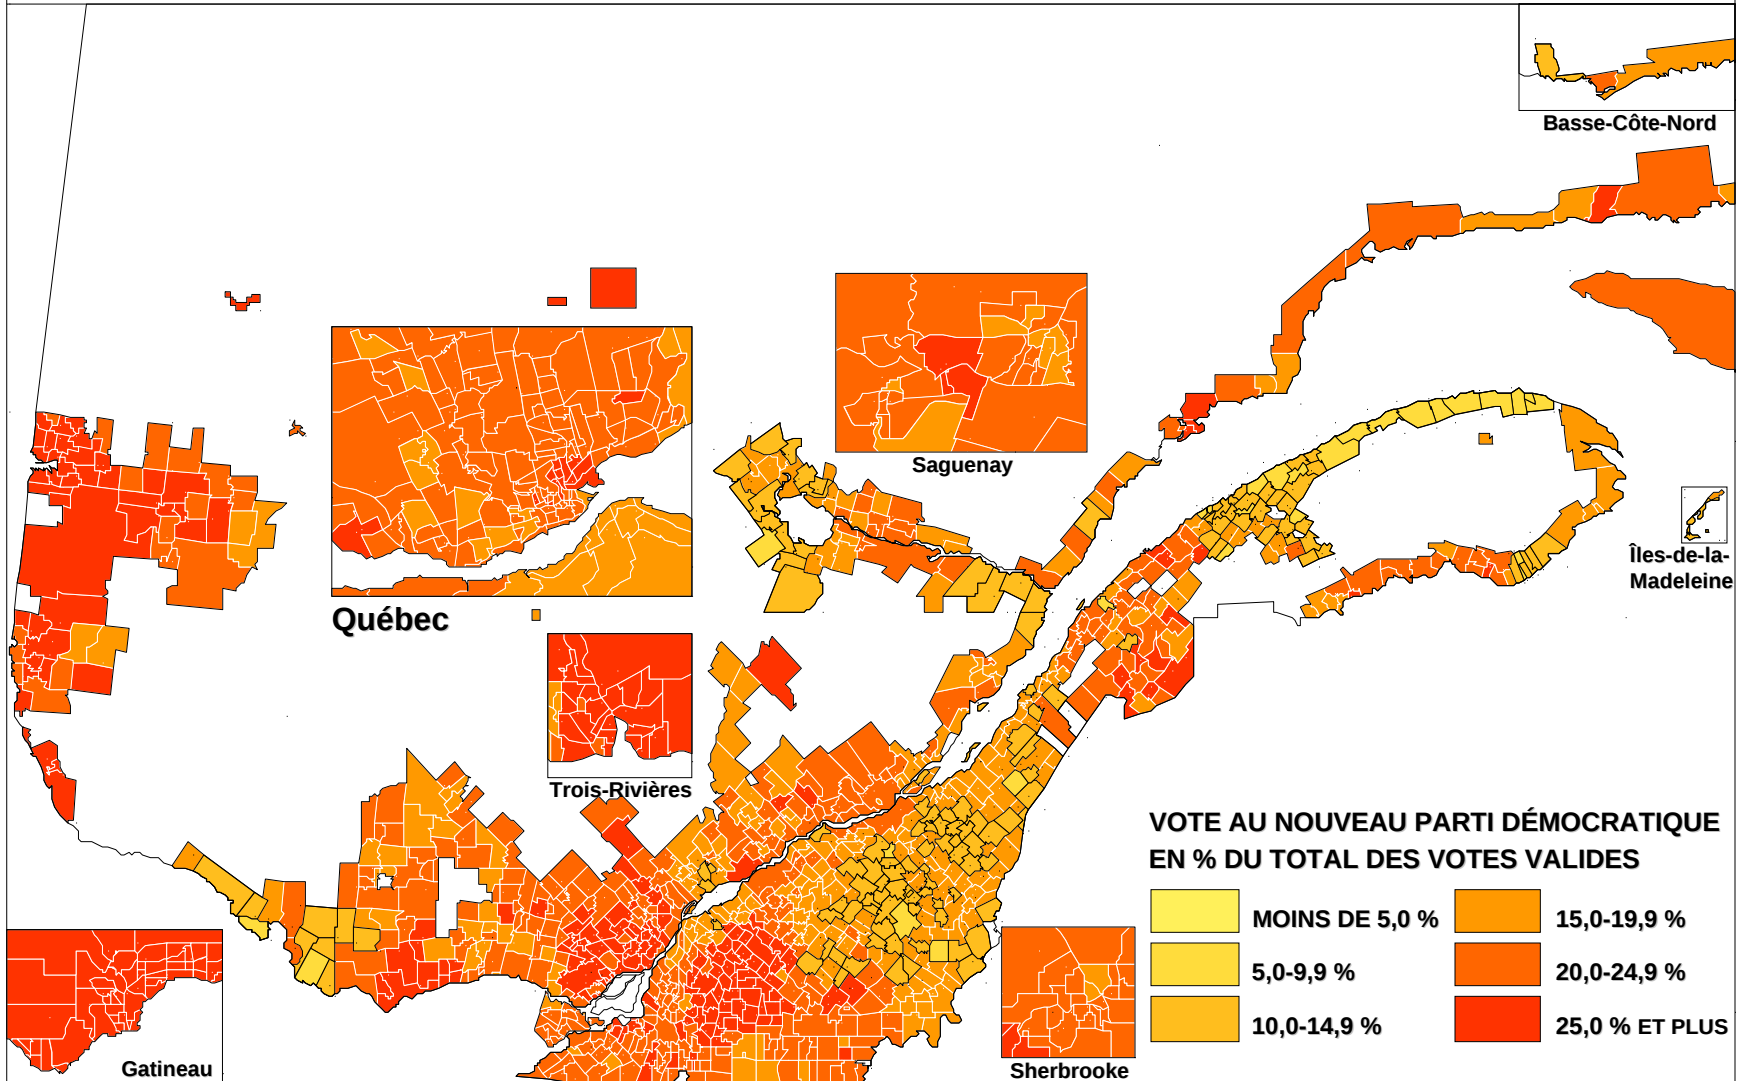 Basse-Côte-Nord
Saguenay
Îles-de-la-
Madeleine
Québec
Trois-Rivières
VOTE AU NOUVEAU PARTI DÉMOCRATIQUE
EN % DU TOTAL DES VOTES VALIDES
MOINS DE 5,0 %
15,0-19,9 %
5,0-9,9 %
20,0-24,9 %
10,0-14,9 %
25,0 % ET PLUS
Gatineau
Sherbrooke